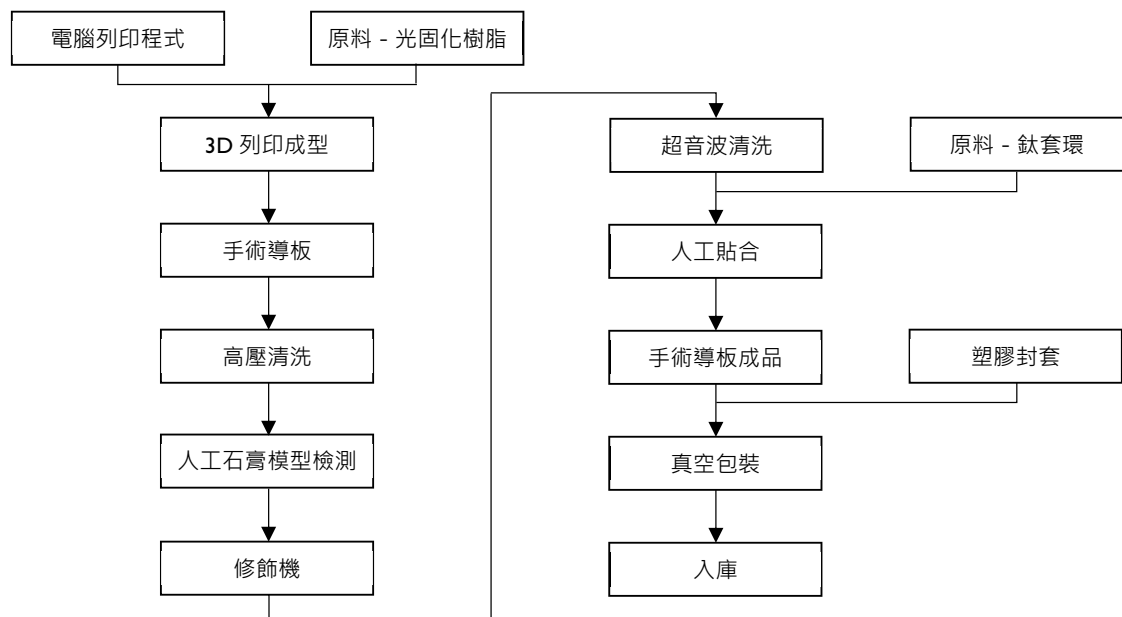 電腦列印程式
原料 - 光固化樹脂
3D 列印成型
手術導板
高壓清洗
人工石膏模型檢測
修飾機
超音波清洗
原料 - 鈦套環
人工貼合
手術導板成品
塑膠封套
真空包裝
入庫